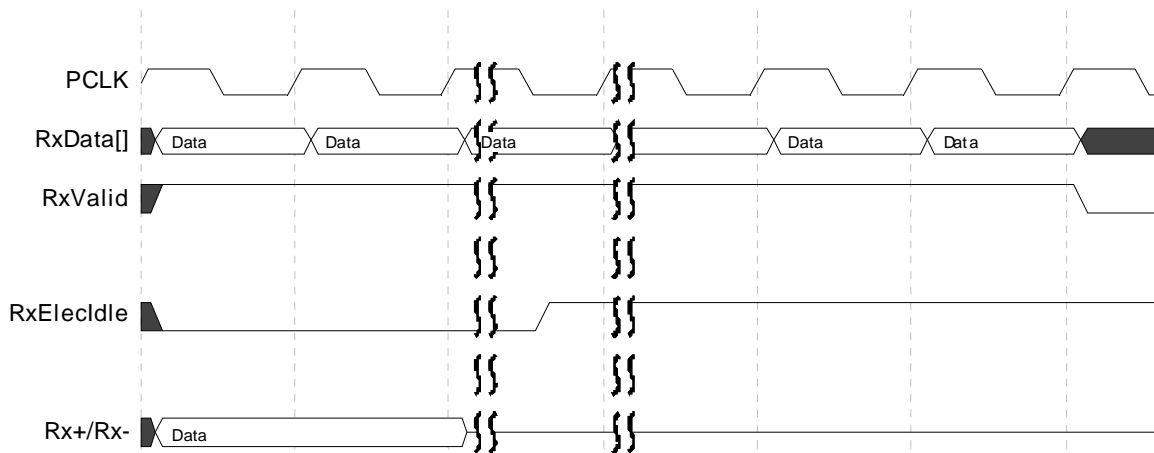 PCLK
RxData[] Data Data Data Data Data
RxValid
RxElecIdle
Rx+/Rx- Data